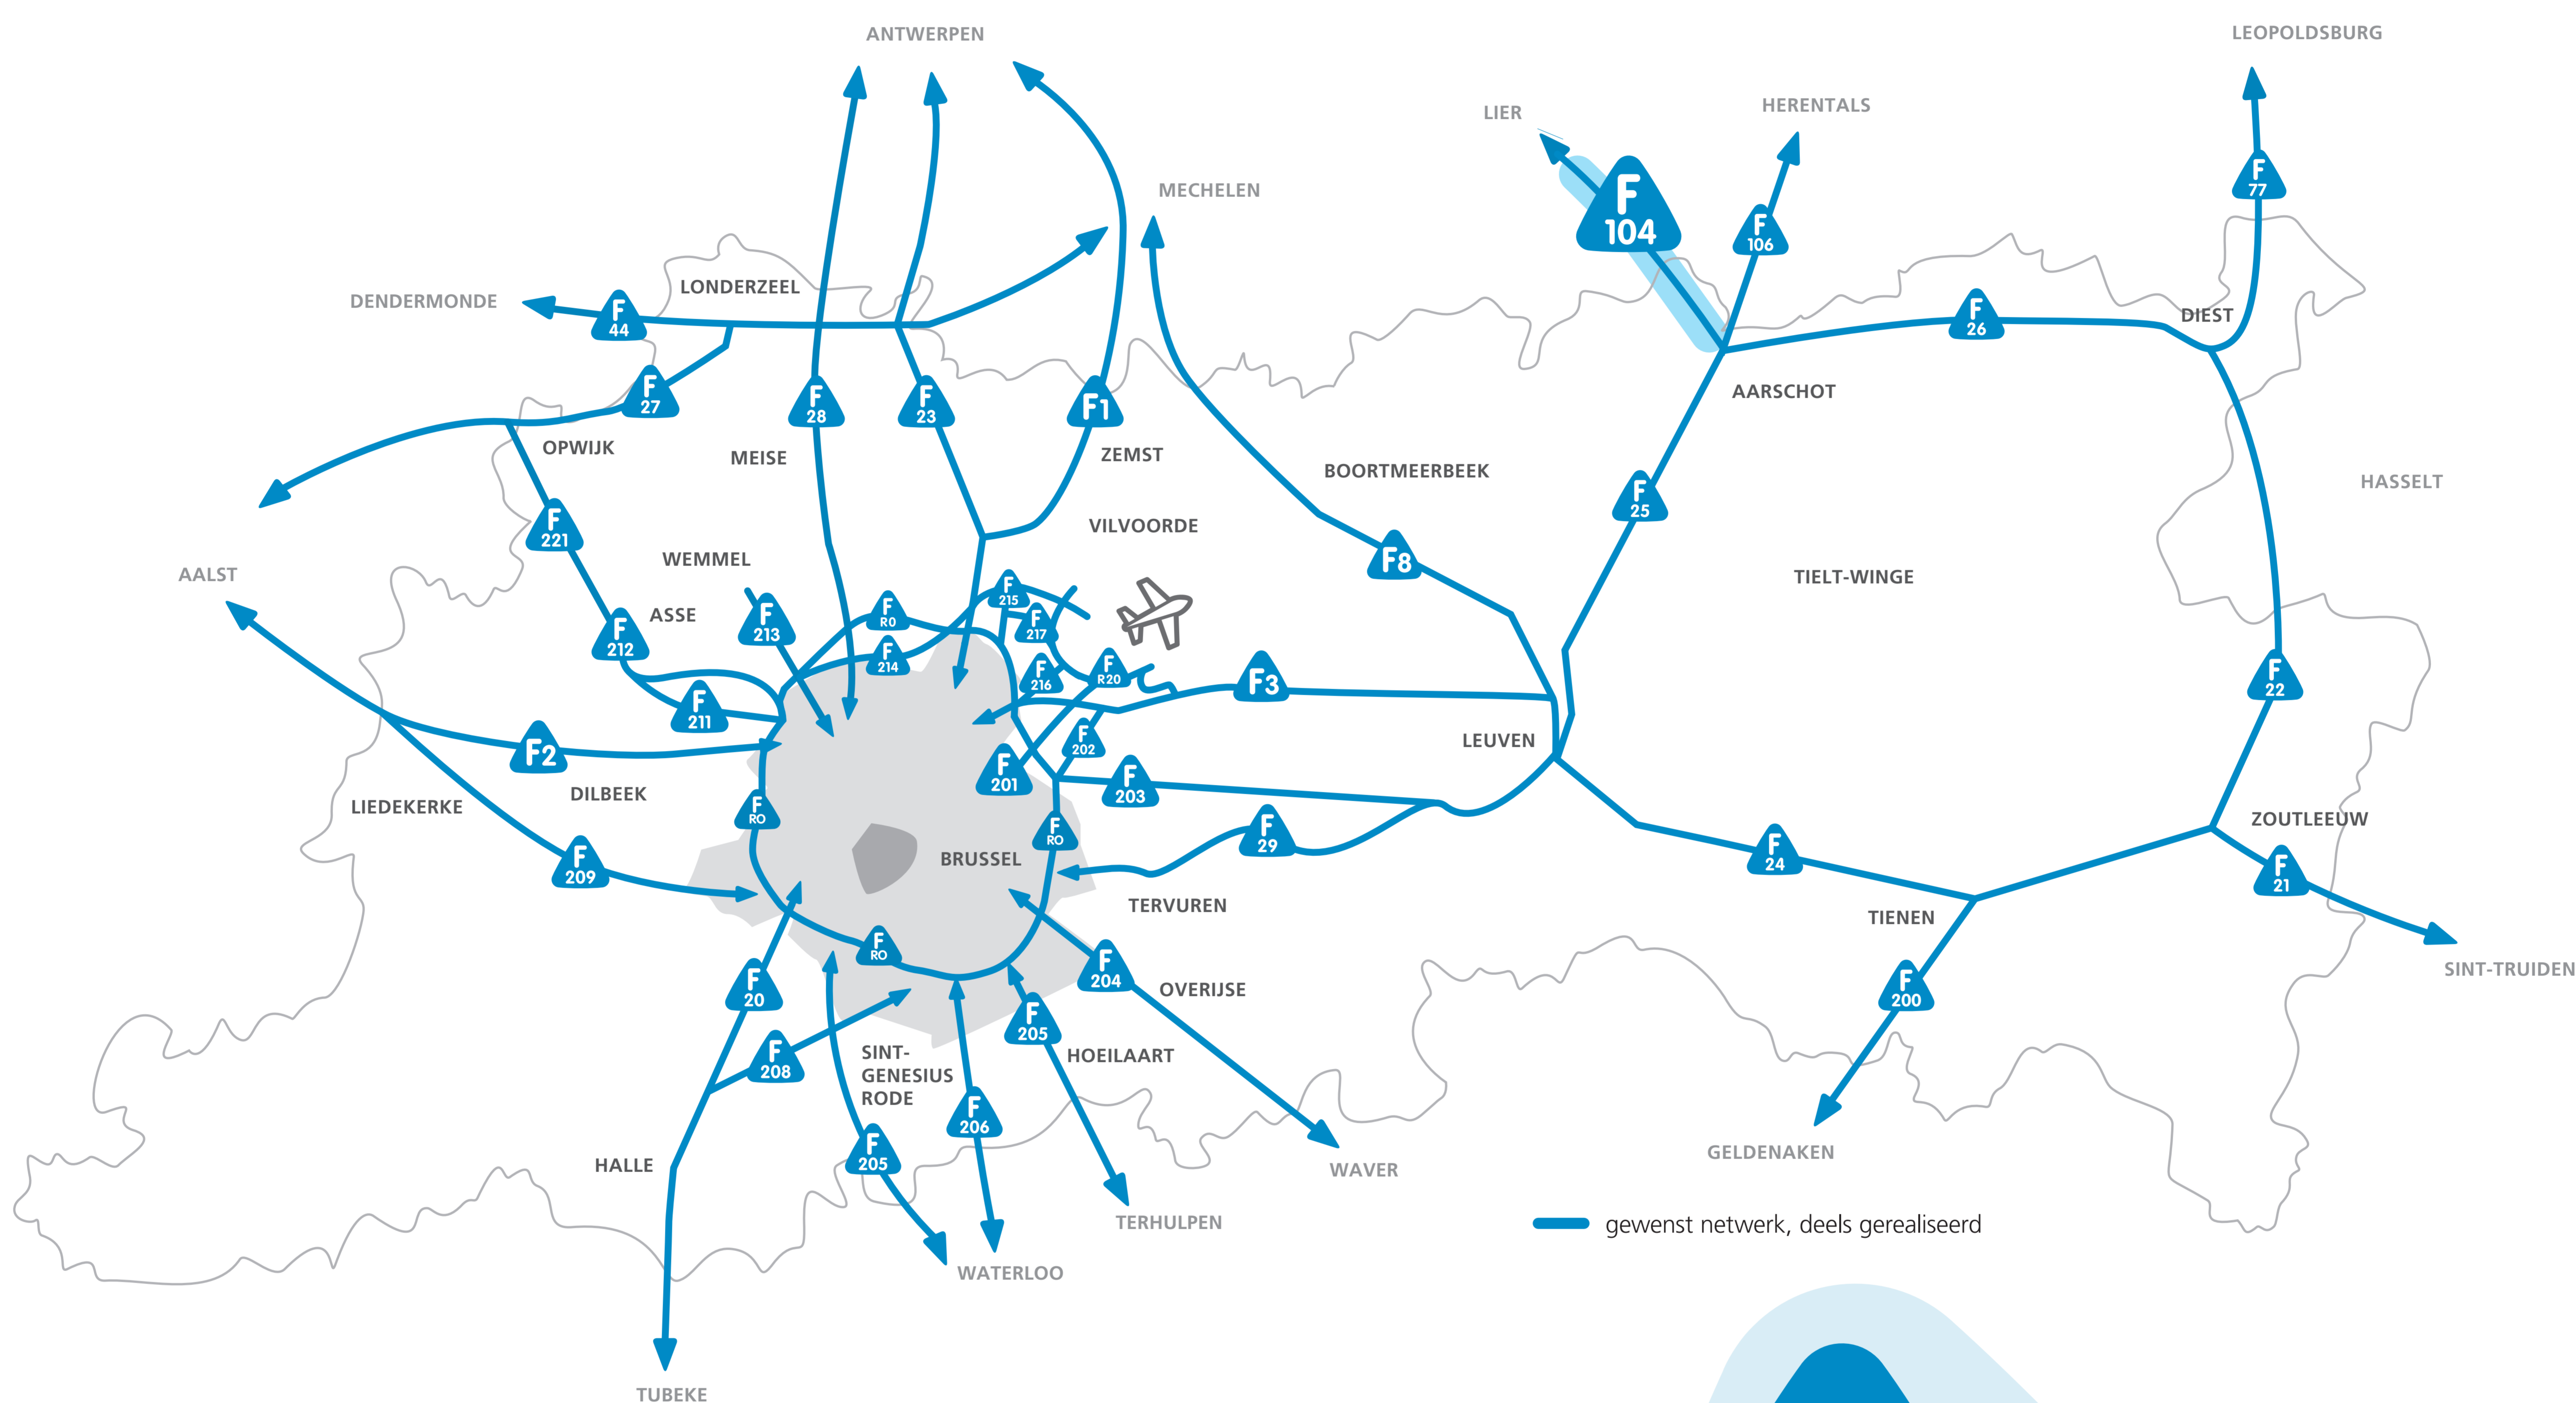 ANTWERPEN
LEOPOLDSBURG
LIER
HERENTALS
F
104
F
106
F
77
MECHELEN
DENDERMONDE
LONDERZEEL
F
44
F
26
DIEST
AARSCHOT
F
27
F
28
F
23
F1
OPWIJK
MEISE
ZEMST
BOORTMEERBEEK
HASSELT
F
25
F
221
VILVOORDE
F8
WEMMEL
AALST
TIELT-WINGE
ASSE
F
212
F
213
F
R0
F
214
F
215
F
217
F
216
F
R20
F3
F
22
F
211
F2
F
202
LEUVEN
F
201
F
203
DILBEEK
LIEDEKERKE
F
RO
F
RO
F
29
ZOUTLEEUW
BRUSSEL
F
209
F
24
F
21
TERVUREN
TIENEN
F
RO
F
20
F
204
OVERIJSE
SINT-TRUIDEN
F
200
F
205
HOEILAART
F
208
SINT-
GENESIUS
RODE
F
206
F
205
HALLE
GELDENAKEN
WAVER
TERHULPEN
gewenst netwerk, deels gerealiseerd
WATERLOO
TUBEKE